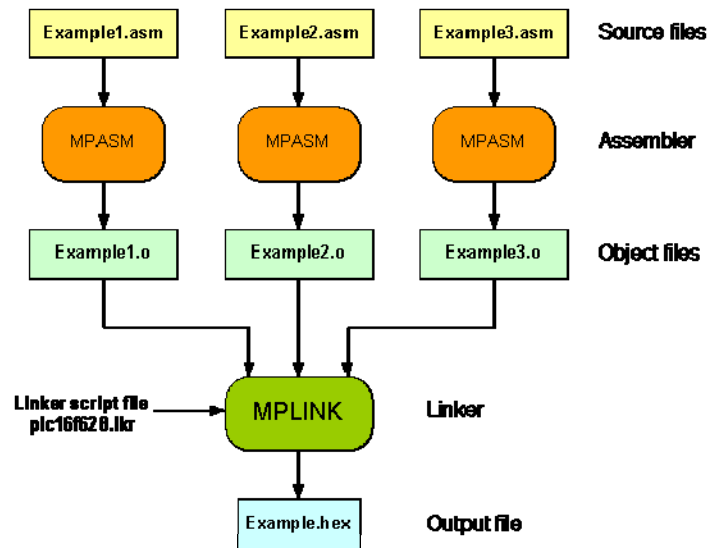 Example1.asm Example2.asm Example3.asm Source files
MPASM MPASM MPASM Assembler
Example1.o Example2.o Example3.o Object files
Linker script file
pic16f628.lkr
MPLINK Linker
Example.hex Output file